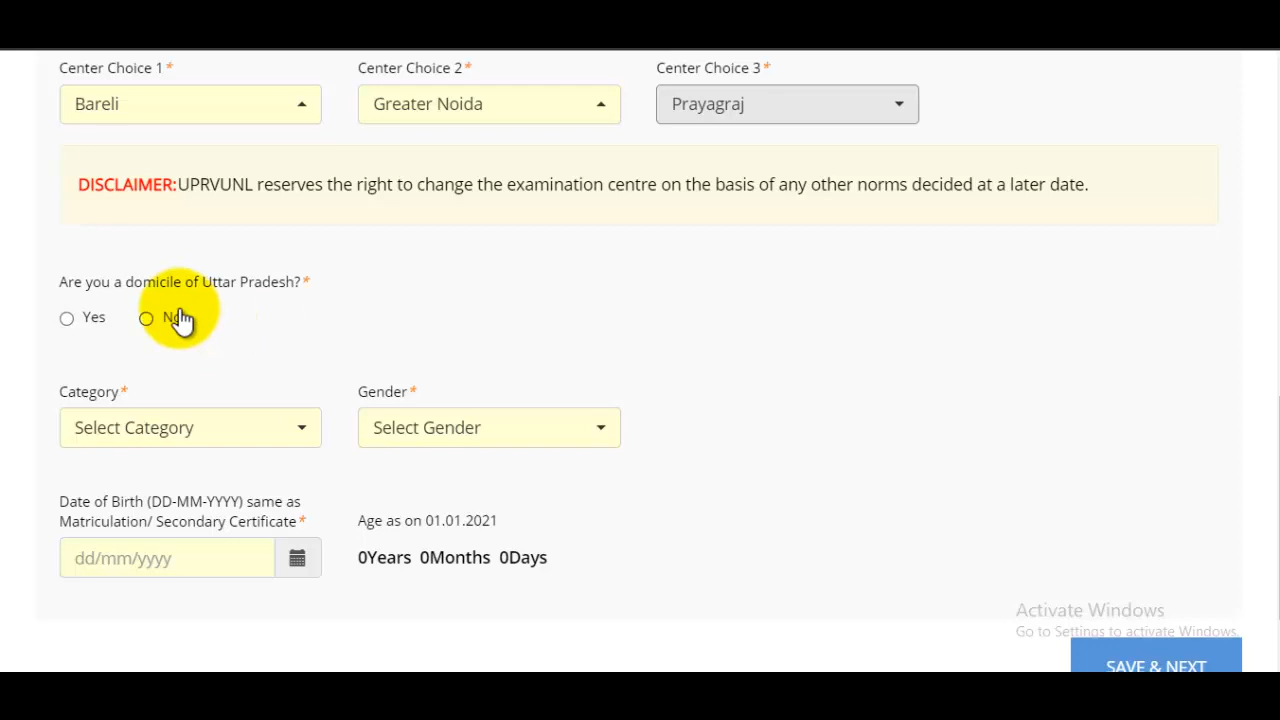 Center Choice 1* Center Choice 2* Center Choice 3*
Bareli Greater Noida Prayagraj
DISCLAIMER:UPRVUNL reserves the right to change the examination centre on the basis of any other norms decided at a later date.
Are you a domicile of Uttar Pradesh?*
Yes No
Category* Gender*
Select Category Select Gender
Date of Birth (DD-MM-YYYY) same as
Matriculation/ Secondary Certificate* Age as on 01.01.2021
dd/mm/yyyy 0Years 0Months 0Days
Activate Windows
Go to Settings to activate Windows.
SAVE & NEXT